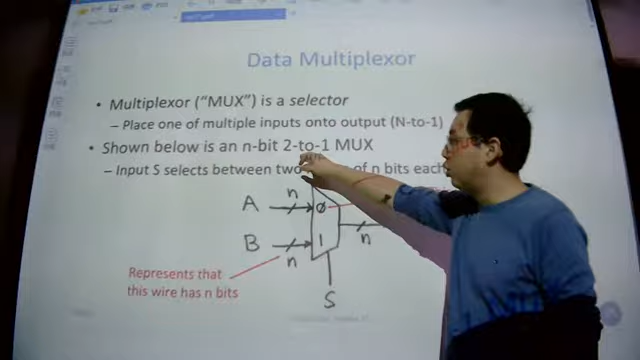 Data Multiplexor
• Multiplexor ("MUX") is a selector
– Place one of multiple inputs onto output (N-to-1)
• Shown below is an n-bit 2-to-1 MUX
– Input S selects between two of n bits each
n
A
0
n
B
1
n
Represents that
this wire has n bits
S